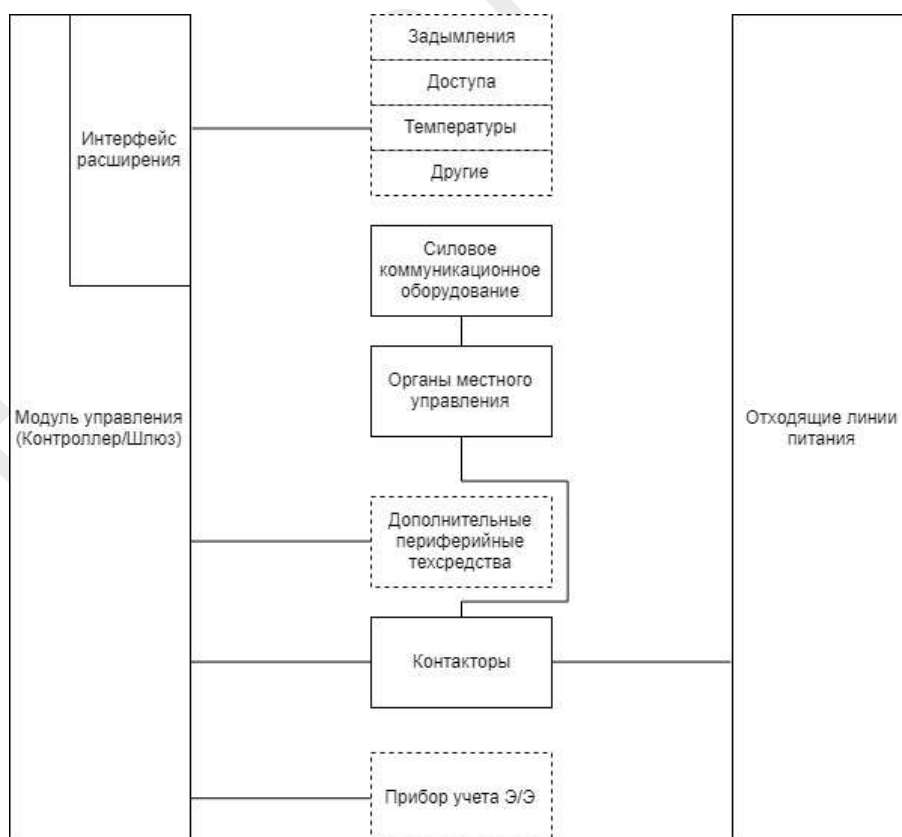 Задымления
Доступа
Температуры
Другие
Интерфейс
расширения
Силовое
коммуникационное
оборудование
Органы местного
управления
Модуль управления
(Контроллер/Шлюз)
Отходящие линии
питания
Дополнительные
периферийные
техсредства
Контакторы
Прибор учета Э/Э